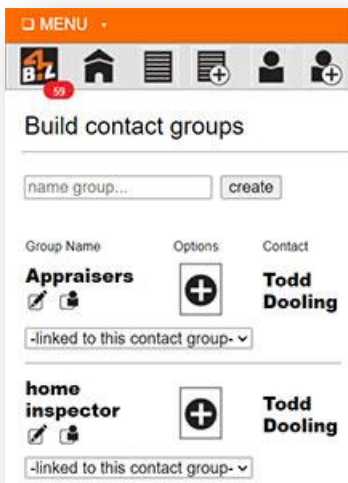 MENU
4
B.Z
59
Build contact groups
name group... create
Group Name Options Contact
Appraisers Todd Dooling
-linked to this contact group-
home inspector Todd Dooling
-linked to this contact group-